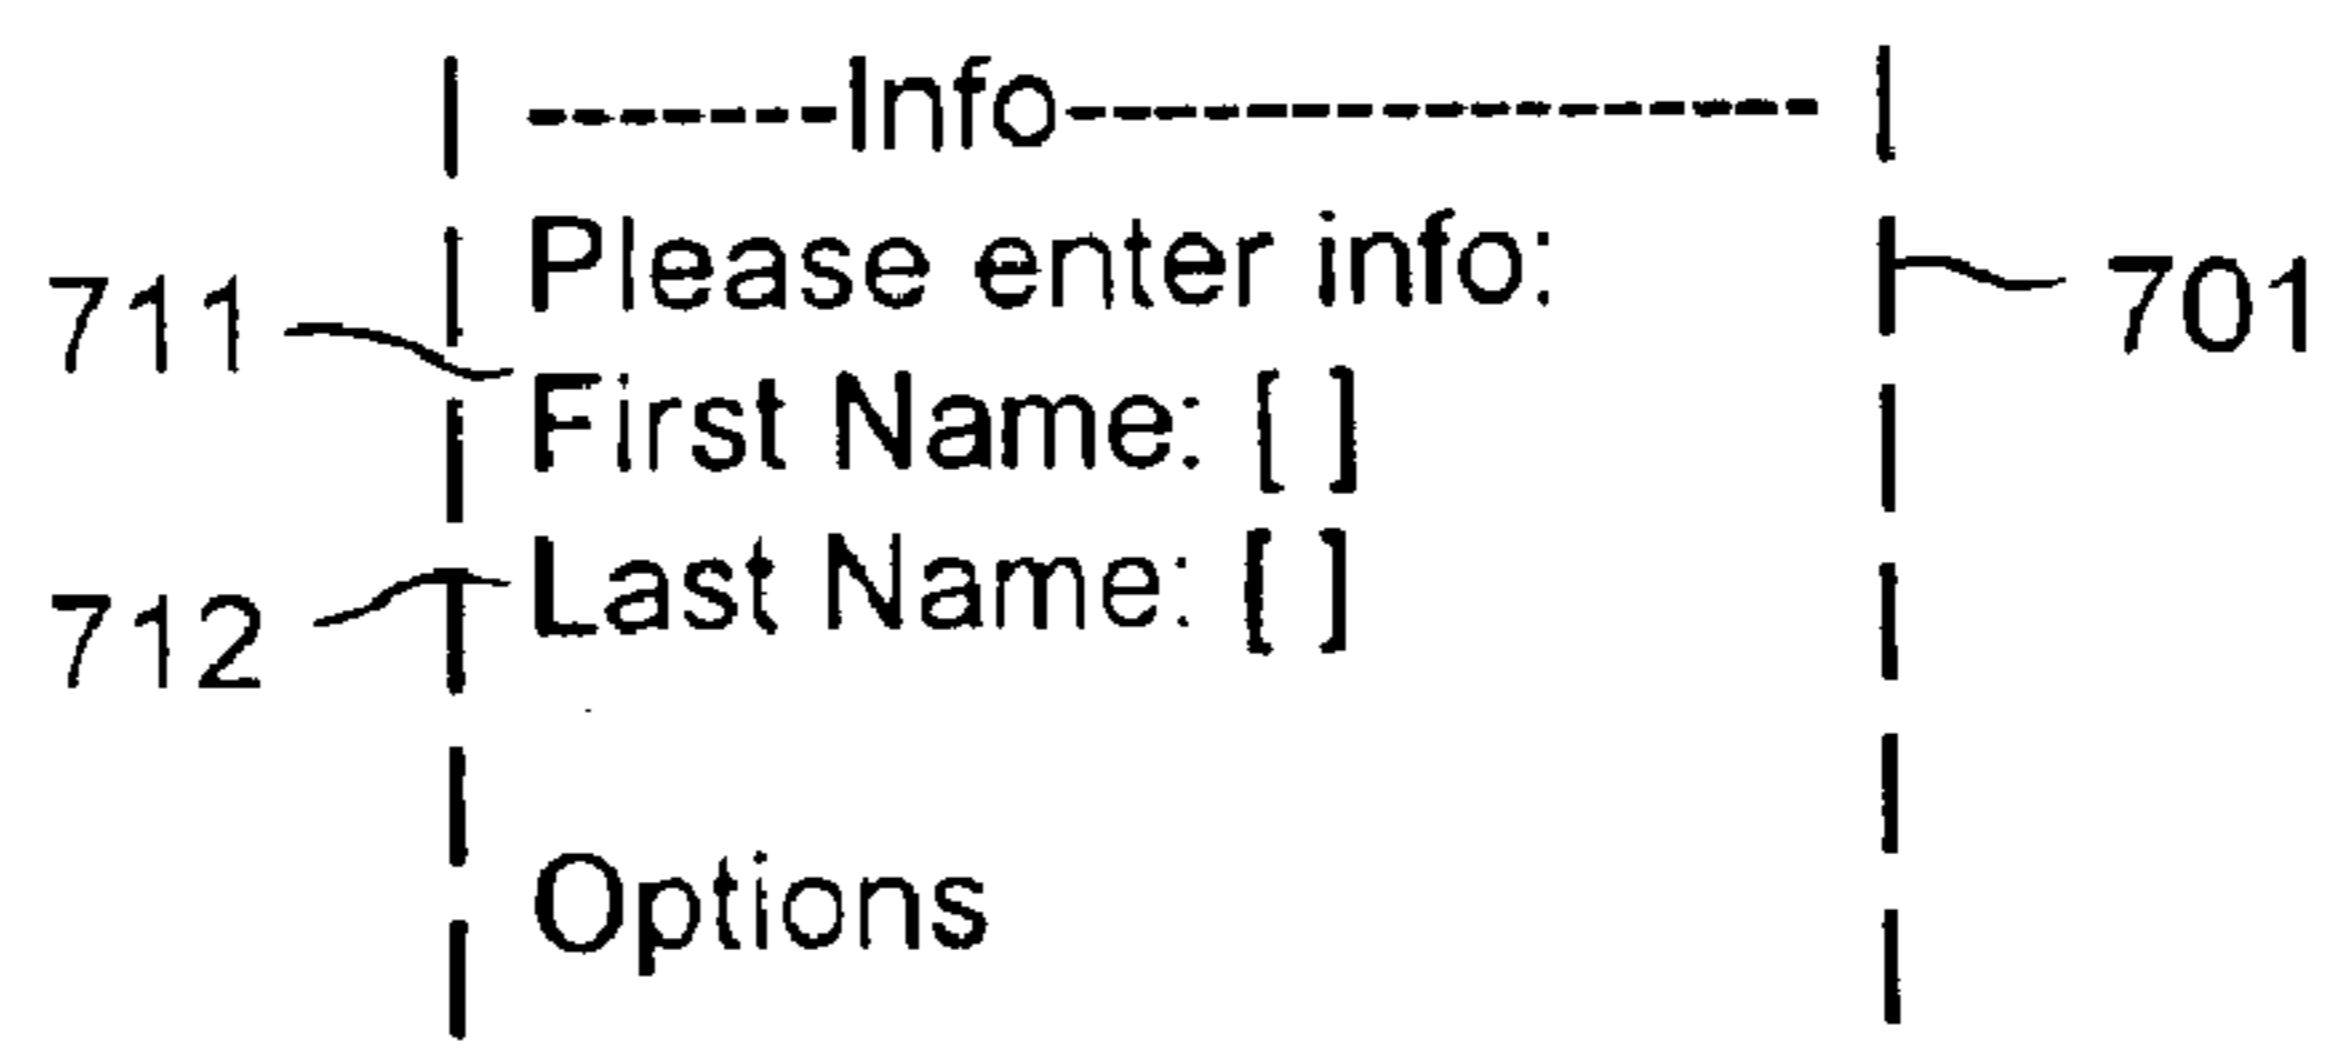 | -------Info----------------- |
Please enter info:
711
701
First Name: [ ]
Last Name: [ ]
712
Options